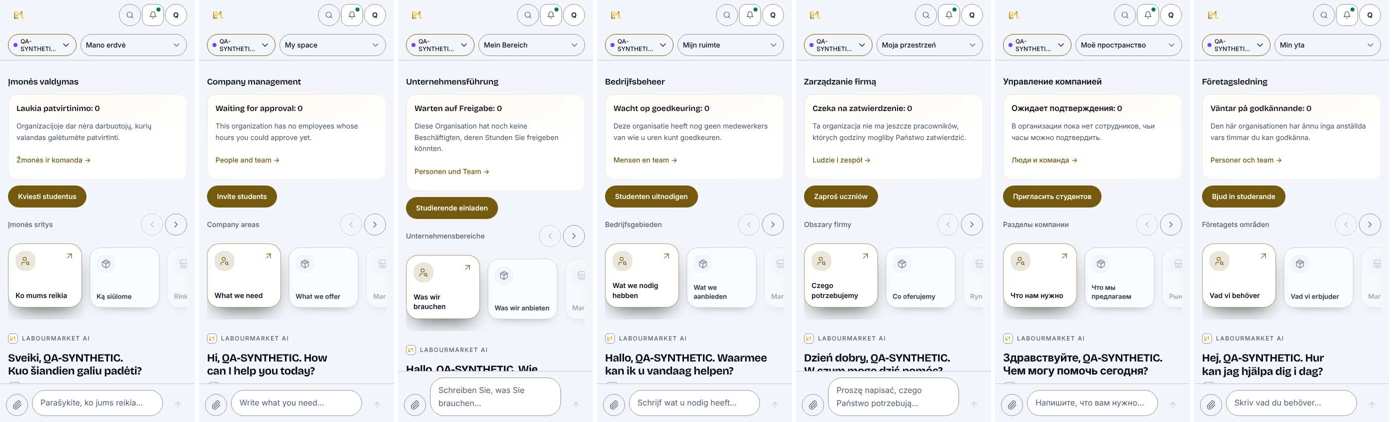 Q
QA-
SYNTHETI...
Mano erdvė
Įmonės valdymas
Laukia patvirtinimo: 0
Organizacijoje dar nėra darbuotojų, kurių
valandas galėtumėte patvirtinti.
Žmonės ir komanda →
Kviesti studentus
Įmonės sritys
Ko mums reikia
Ką siūlome
LABOURMARKET AI
Sveiki, QA-SYNTHETIC.
Kuo šiandien galiu padėti?
Parašykite, ko jums reikia...
Q
QA-
SYNTHETI...
My space
Company management
Waiting for approval: 0
This organization has no employees whose
hours you could approve yet.
People and team →
Invite students
Company areas
What we need
What we offer
Mar
LABOURMARKET AI
Hi, QA-SYNTHETIC. How
can I help you today?
Write what you need...
Q
QA-
SYNTHETI...
Mein Bereich
Unternehmensführung
Warten auf Freigabe: 0
Diese Organisation hat noch keine
Beschäftigten, deren Stunden Sie freigeben
könnten.
Personen und Team →
Studierende einladen
Unternehmensbereiche
Was wir
brauchen
Was wir anbieten
Mar
LABOURMARKET AI
Hallo, QA-SYNTHETIC. Wie
Schreiben Sie, was Sie
brauchen...
Q
QA-
SYNTHETI...
Mijn ruimte
Bedrijfsbeheer
Wacht op goedkeuring: 0
Deze organisatie heeft nog geen medewerkers
van wie u uren kunt goedkeuren.
Mensen en team →
Studenten uitnodigen
Bedrijfsgebieden
Wat we nodig
hebben
Wat we
aanbieden
Mar
LABOURMARKET AI
Hallo, QA-SYNTHETIC. Waarmee
kan ik u vandaag helpen?
Schrijf wat u nodig heeft...
Q
QA-
SYNTHETI...
Moja przestrzeń
Zarządzanie firmą
Czeka na zatwierdzenie: 0
Ta organizacja nie ma jeszcze pracowników,
których godziny mogliby Państwo zatwierdzić.
Ludzie i zespół →
Zaproś uczniów
Obszary firmy
Czego
potrzebujemy
Co oferujemy
Ryn
LABOURMARKET AI
Dzień dobry, QA-SYNTHETIC.
W czym mogę dziś pomóc?
Proszę napisać, czego
Państwo potrzebują...
Q
QA-
SYNTHETI...
Моё пространство
Управление компанией
Ожидает подтверждения: 0
В организации пока нет сотрудников, чьи
часы можно подтвердить.
Люди и команда →
Пригласить студентов
Разделы компании
Что нам нужно
Что мы
предлагаем
LABOURMARKET AI
Здравствуйте, QA-SYNTHETIC.
Чем могу помочь сегодня?
Напишите, что вам нужно...
Q
QA-
SYNTHETI...
Min yta
Företagsledning
Väntar på godkännande: 0
Den här organisationen har ännu inga anställda
vars timmar du kan godkänna.
Personer och team →
Bjud in studerande
Företagets områden
Vad vi behöver
Vad vi erbjuder
Mar
LABOURMARKET AI
Hej, QA-SYNTHETIC. Hur
kan jag hjälpa dig i dag?
Skriv vad du behöver...